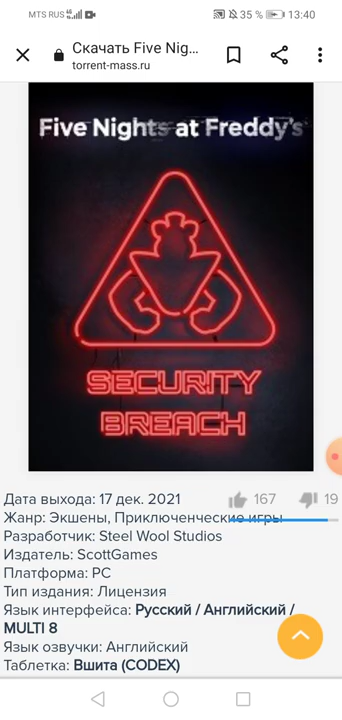 MTS RUS 35 % 13:40
Скачать Five Nig...
torrent-mass.ru
Five Nights at Freddy's
SECURITY
BREACH
Дата выхода: 17 дек. 2021 167 19
Жанр: Экшены, Приключенческие игры
Разработчик: Steel Wool Studios
Издатель: ScottGames
Платформа: PC
Тип издания: Лицензия
Язык интерфейса: Русский / Английский /
MULTI 8
Язык озвучки: Английский
Таблетка: Вшита (CODEX)